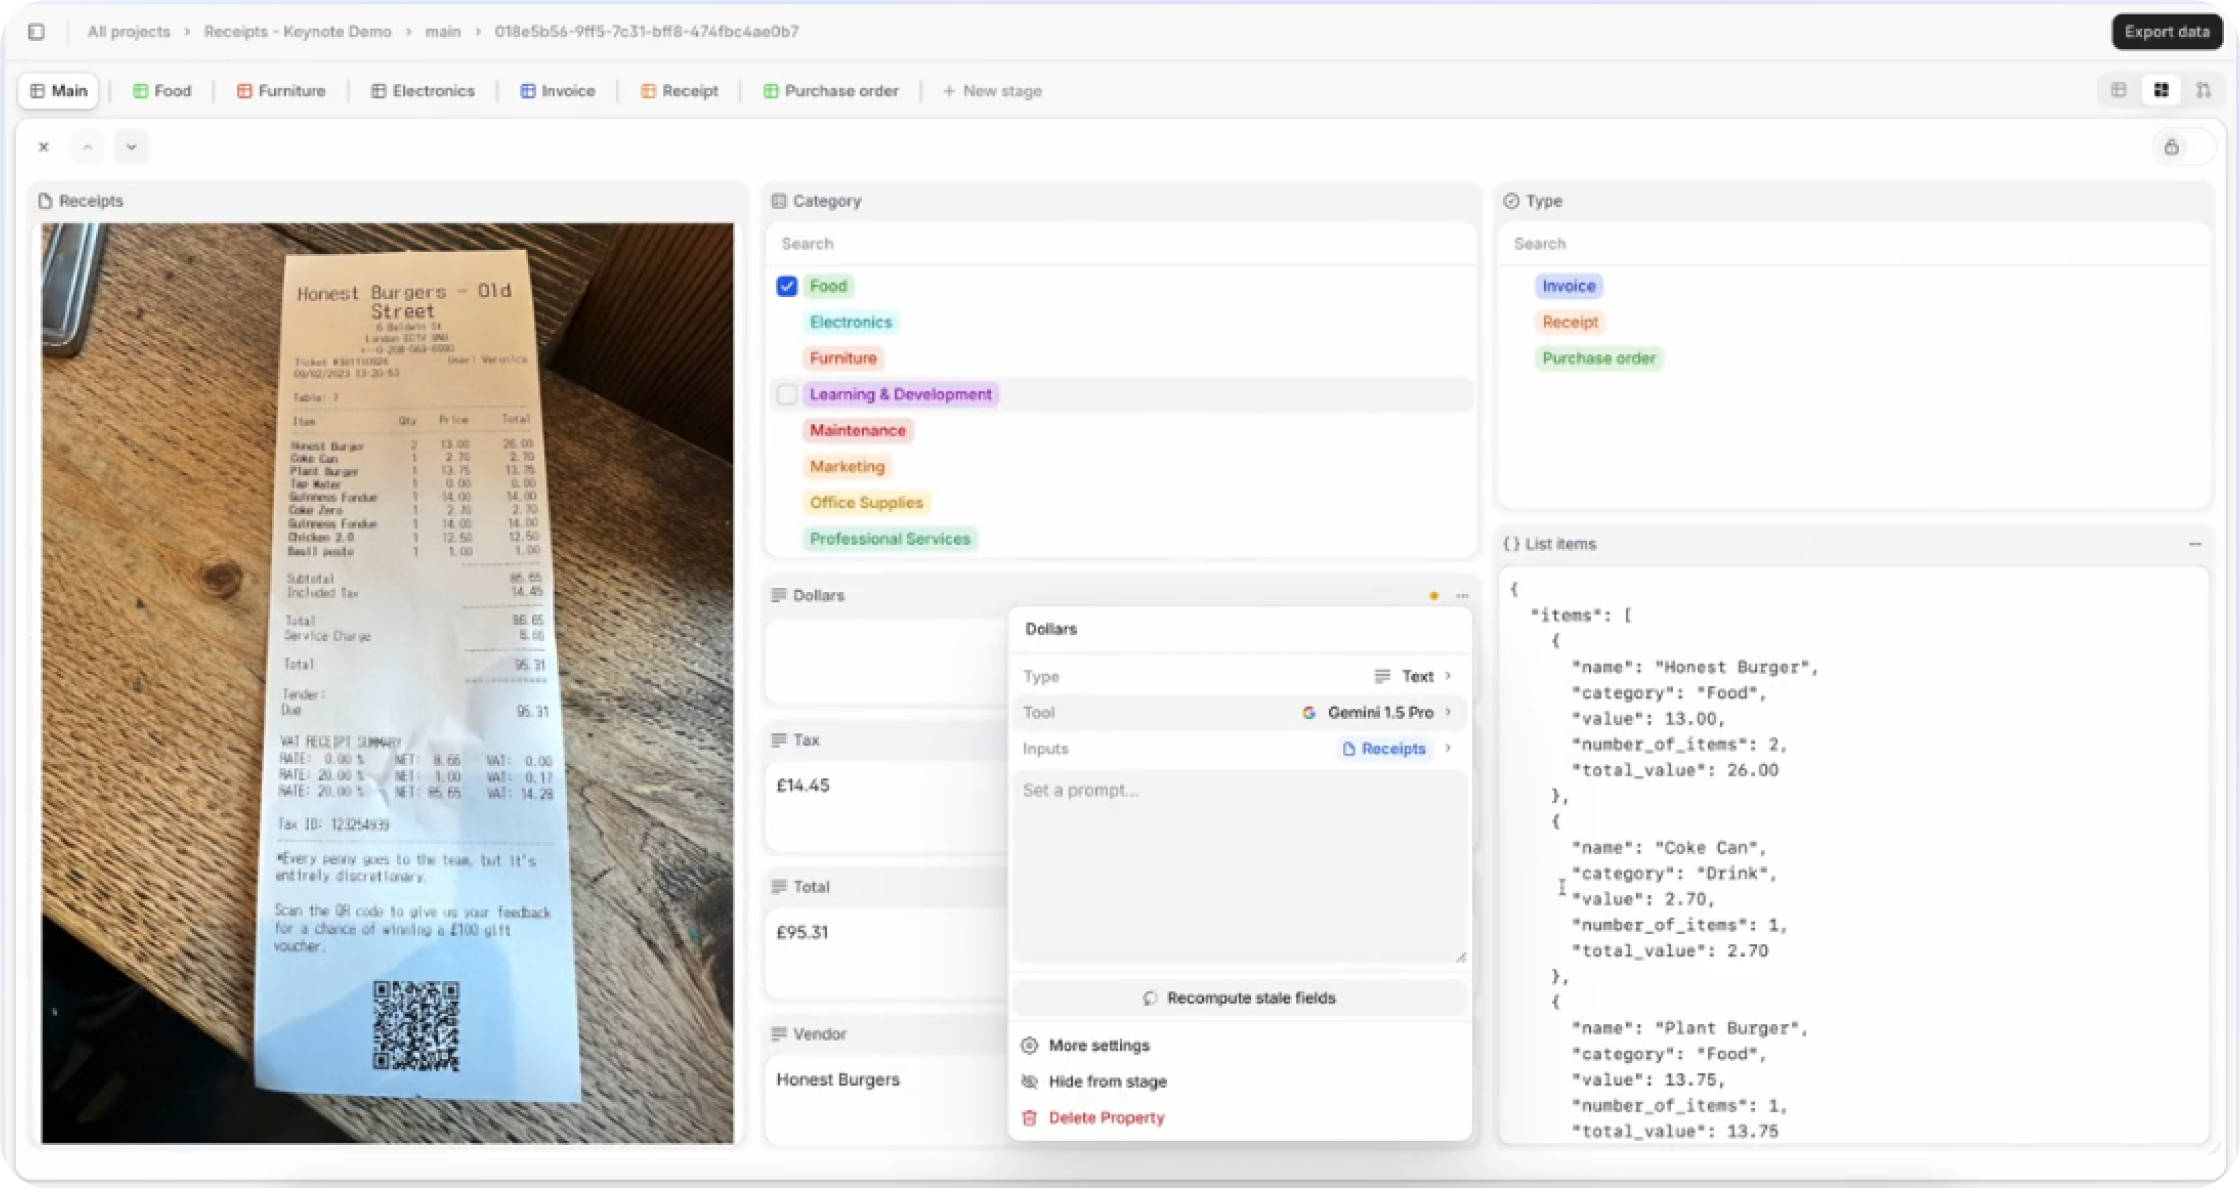 All projects > Receipts - Keynote Demo > main > 018e5b56-9ff5-7c31-bff8-474fbc4ae0b7
Export data
Main
Food
Furniture
Electronics
Invoice
Receipt
Purchase order
+ New stage
Receipts
Honest Burgers - Old
Street
6 Baldwin St
London EC1V 9NU
Ticket #301110024 User: Veronica
09/02/2023 13:20:53
Table: 7
Item Qty Price Total
Honest Burger 2 13.00 26.00
Coke Can 1 2.70 2.70
Plant Burger 1 13.75 13.75
Tap Water 1 0.00 0.00
Guinness Fondue 1 14.00 14.00
Coke Zero 1 2.70 2.70
Guinness Fondue 1 14.00 14.00
Chicken 2.0 1 12.50 12.50
Basil pesto 1 1.00 1.00
Subtotal 86.65
Included Tax 14.45
Total 86.65
Service Charge 8.66
Total 95.31
Tender:
Due 95.31
VAT RECEIPT SUMMARY
RATE: 0.00 % NET: 8.66 VAT: 0.00
RATE: 20.00 % NET: 1.00 VAT: 0.17
RATE: 20.00 % NET: 85.65 VAT: 14.28
Tax ID: 123254939
*Every penny goes to the team, but it's
entirely discretionary.
Scan the QR code to give us your feedback
for a chance of winning a £100 gift
voucher.
Category
Search
Food
Electronics
Furniture
Learning & Development
Maintenance
Marketing
Office Supplies
Professional Services
Dollars
Tax
£14.45
Total
£95.31
Vendor
Honest Burgers
Dollars
Type Text
Tool Gemini 1.5 Pro
Inputs Receipts
Set a prompt...
Recompute stale fields
More settings
Hide from stage
Delete Property
Type
Search
Invoice
Receipt
Purchase order
{} List items
{
"items": [
{
"name": "Honest Burger",
"category": "Food",
"value": 13.00,
"number_of_items": 2,
"total_value": 26.00
},
{
"name": "Coke Can",
"category": "Drink",
"value": 2.70,
"number_of_items": 1,
"total_value": 2.70
},
{
"name": "Plant Burger",
"category": "Food",
"value": 13.75,
"number_of_items": 1,
"total_value": 13.75